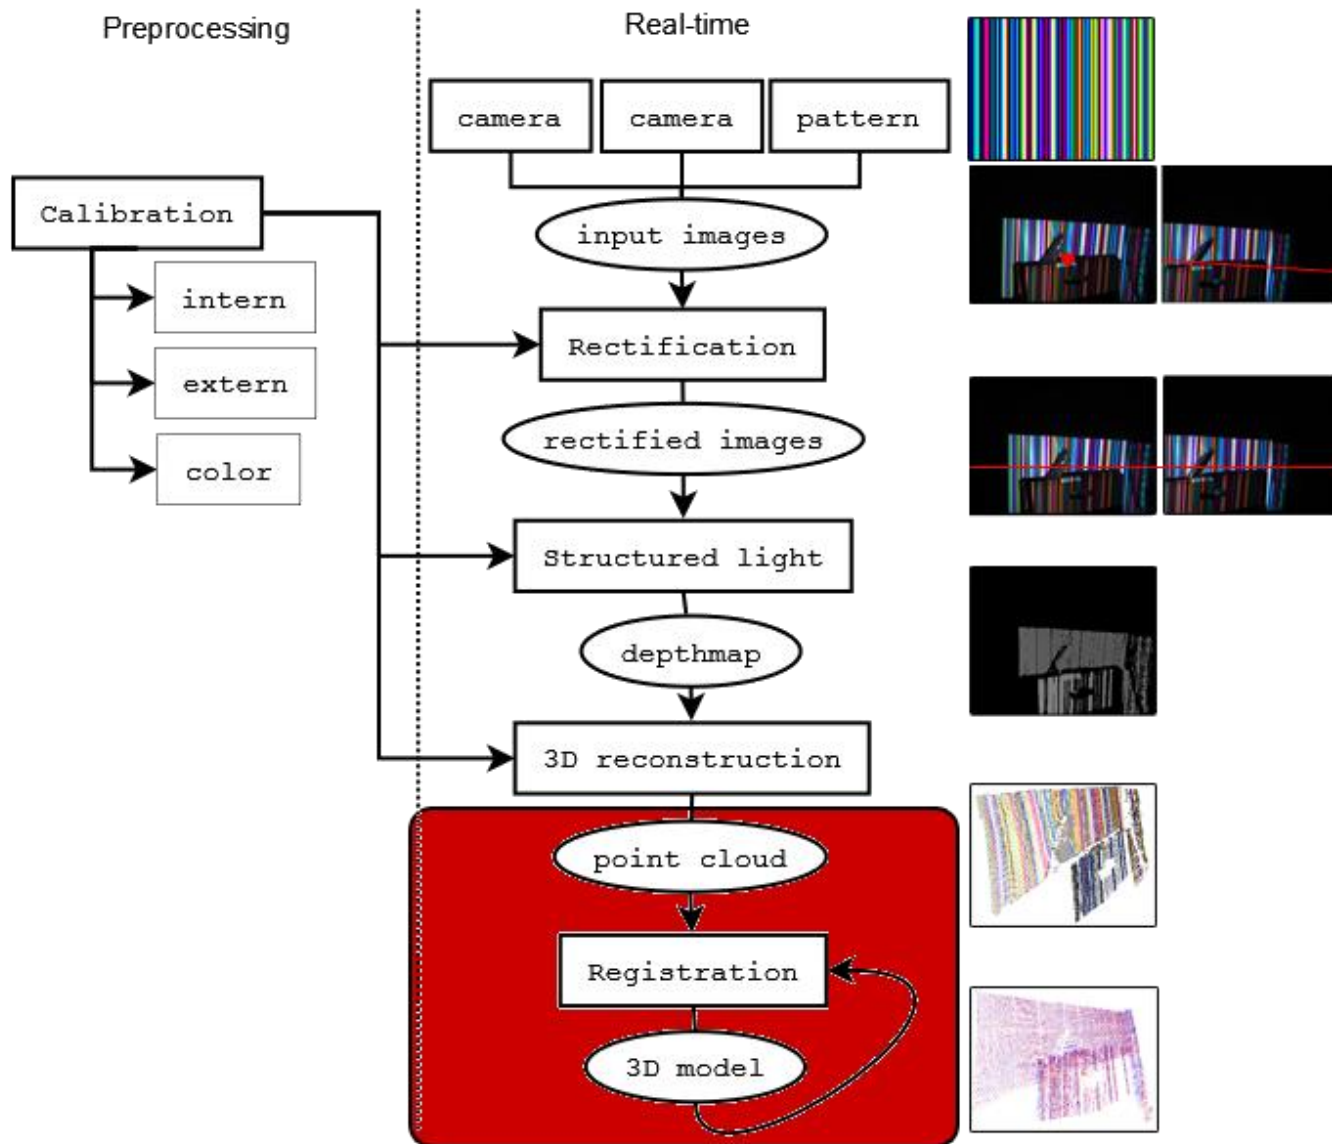 Preprocessing
Real-time
camera
camera
pattern
Calibration
input images
intern
Rectification
extern
rectified images
color
Structured light
depthmap
3D reconstruction
point cloud
Registration
3D model